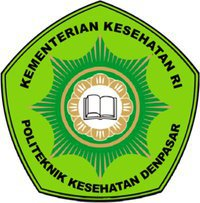 KEMENTERIAN KESEHATAN RI
POLITEKNIK KESEHATAN DENPASAR